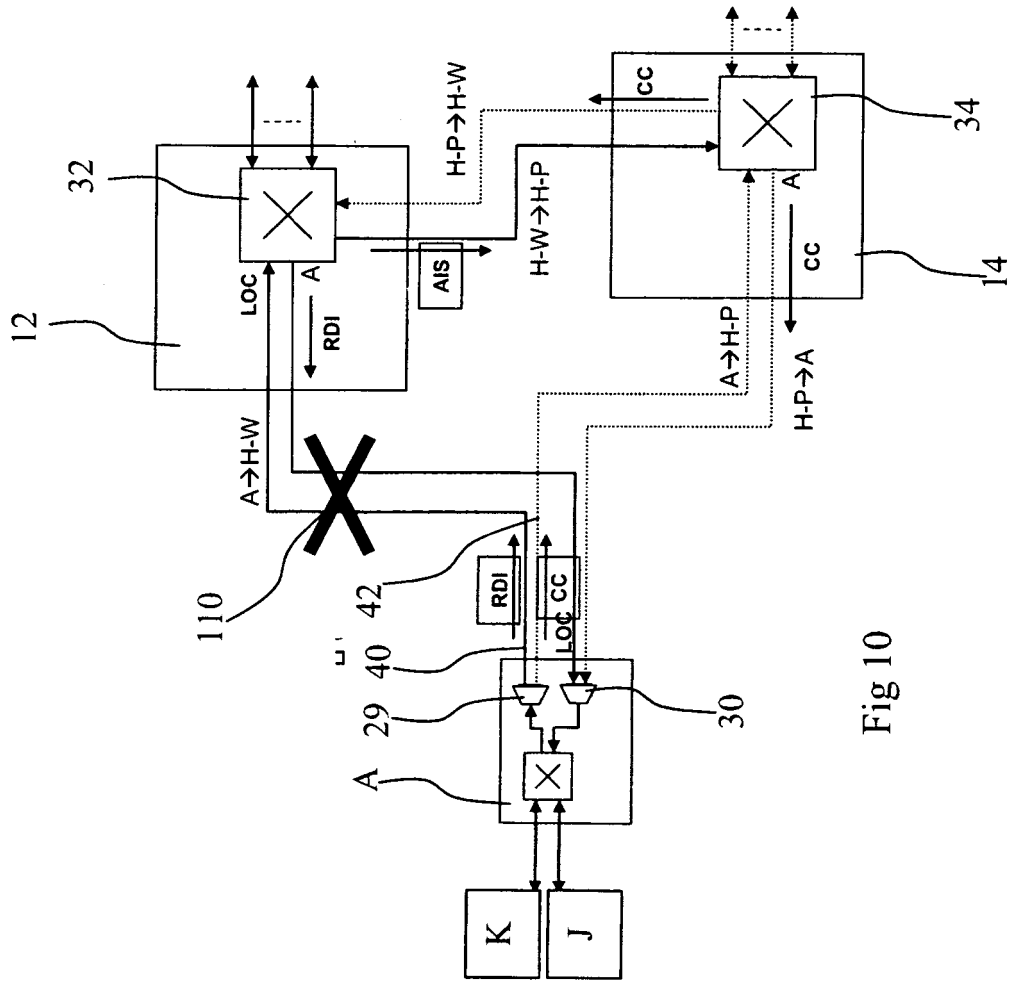 12
32
LOC
A
RDI
AIS
A→H-W
H-P→H-W
H-W→H-P
110
42
40
29
A
RDI
CC
LOC
30
K
J
A→H-P
H-P→A
CC
A
CC
34
14
Fig 10